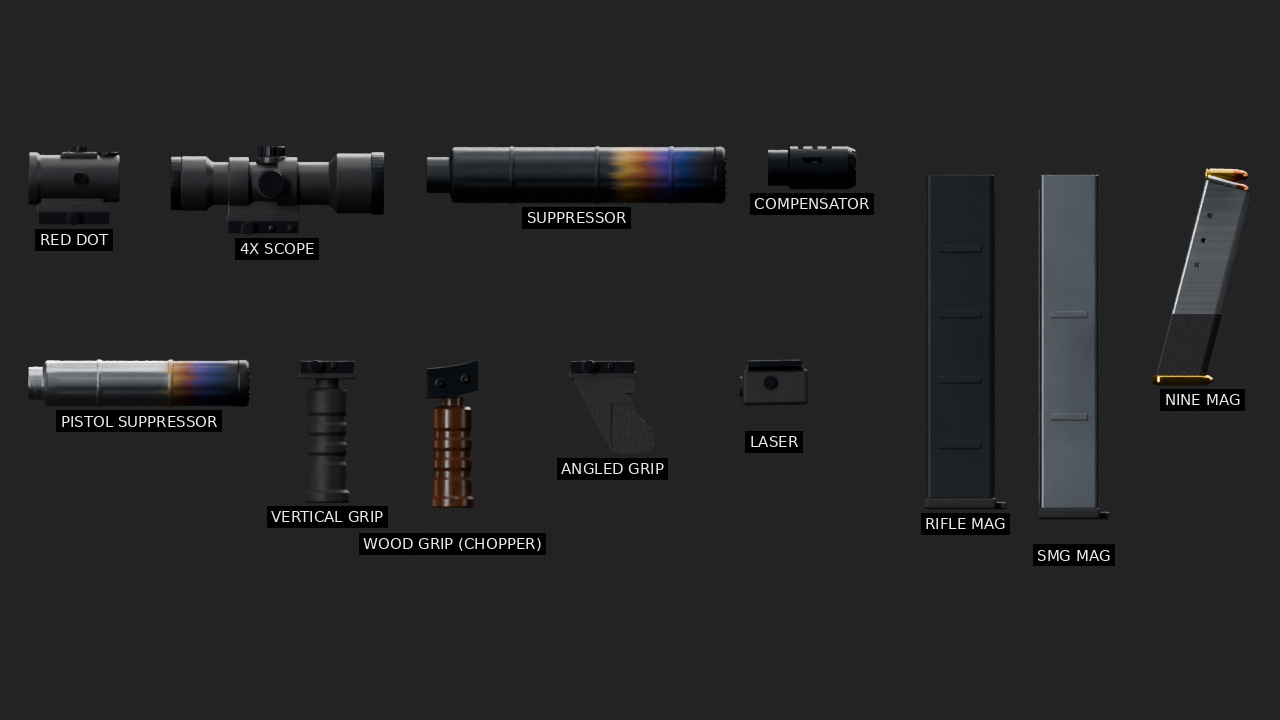 RED DOT
4X SCOPE
SUPPRESSOR
COMPENSATOR
PISTOL SUPPRESSOR
VERTICAL GRIP
WOOD GRIP (CHOPPER)
ANGLED GRIP
LASER
RIFLE MAG
SMG MAG
NINE MAG